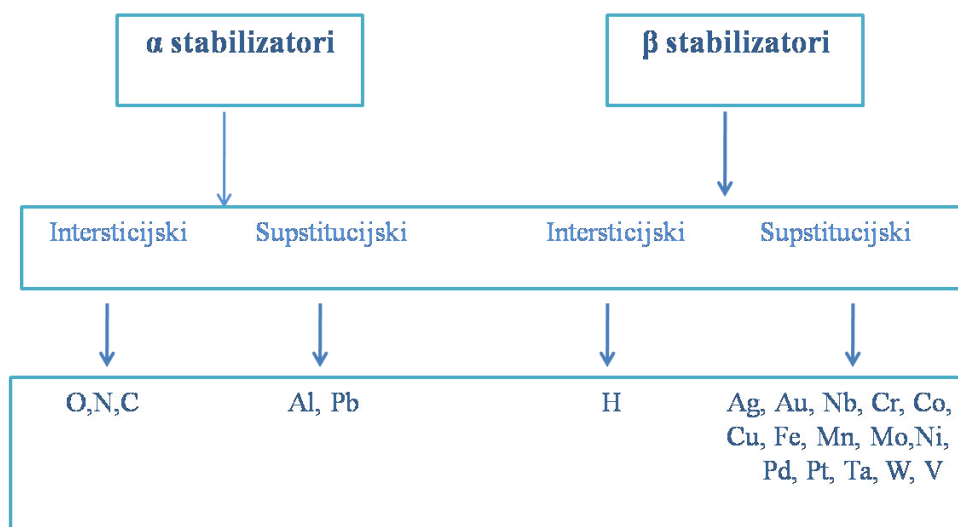 α stabilizatori
β stabilizatori
Intersticijski
Supstitucijski
Intersticijski
Supstitucijski
O,N,C
Al, Pb
H
Ag, Au, Nb, Cr, Co,
Cu, Fe, Mn, Mo,Ni,
Pd, Pt, Ta, W, V